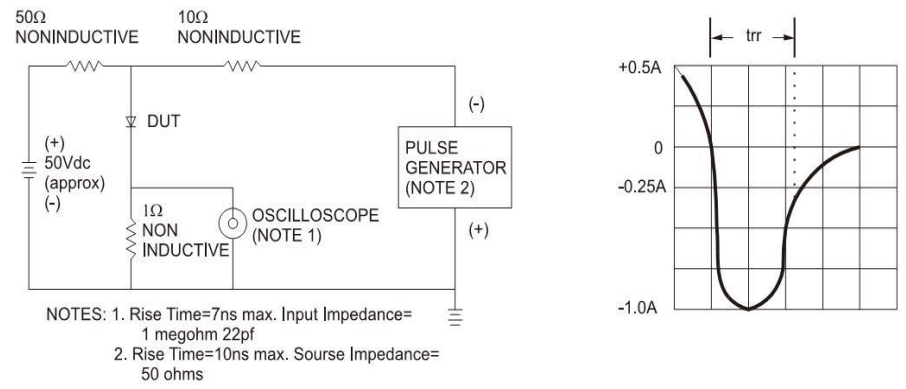 50Ω
NONINDUCTIVE
10Ω
NONINDUCTIVE
DUT
(+)
50Vdc
(approx)
(-)
1Ω
NON
INDUCTIVE
OSCILLOSCOPE
(NOTE 1)
(-)
PULSE
GENERATOR
(NOTE 2)
(+)
NOTES: 1. Rise Time=7ns max. Input Impedance=
1 megohm 22pf
2. Rise Time=10ns max. Sourse Impedance=
50 ohms
trr
+0.5A
0
-0.25A
-1.0A